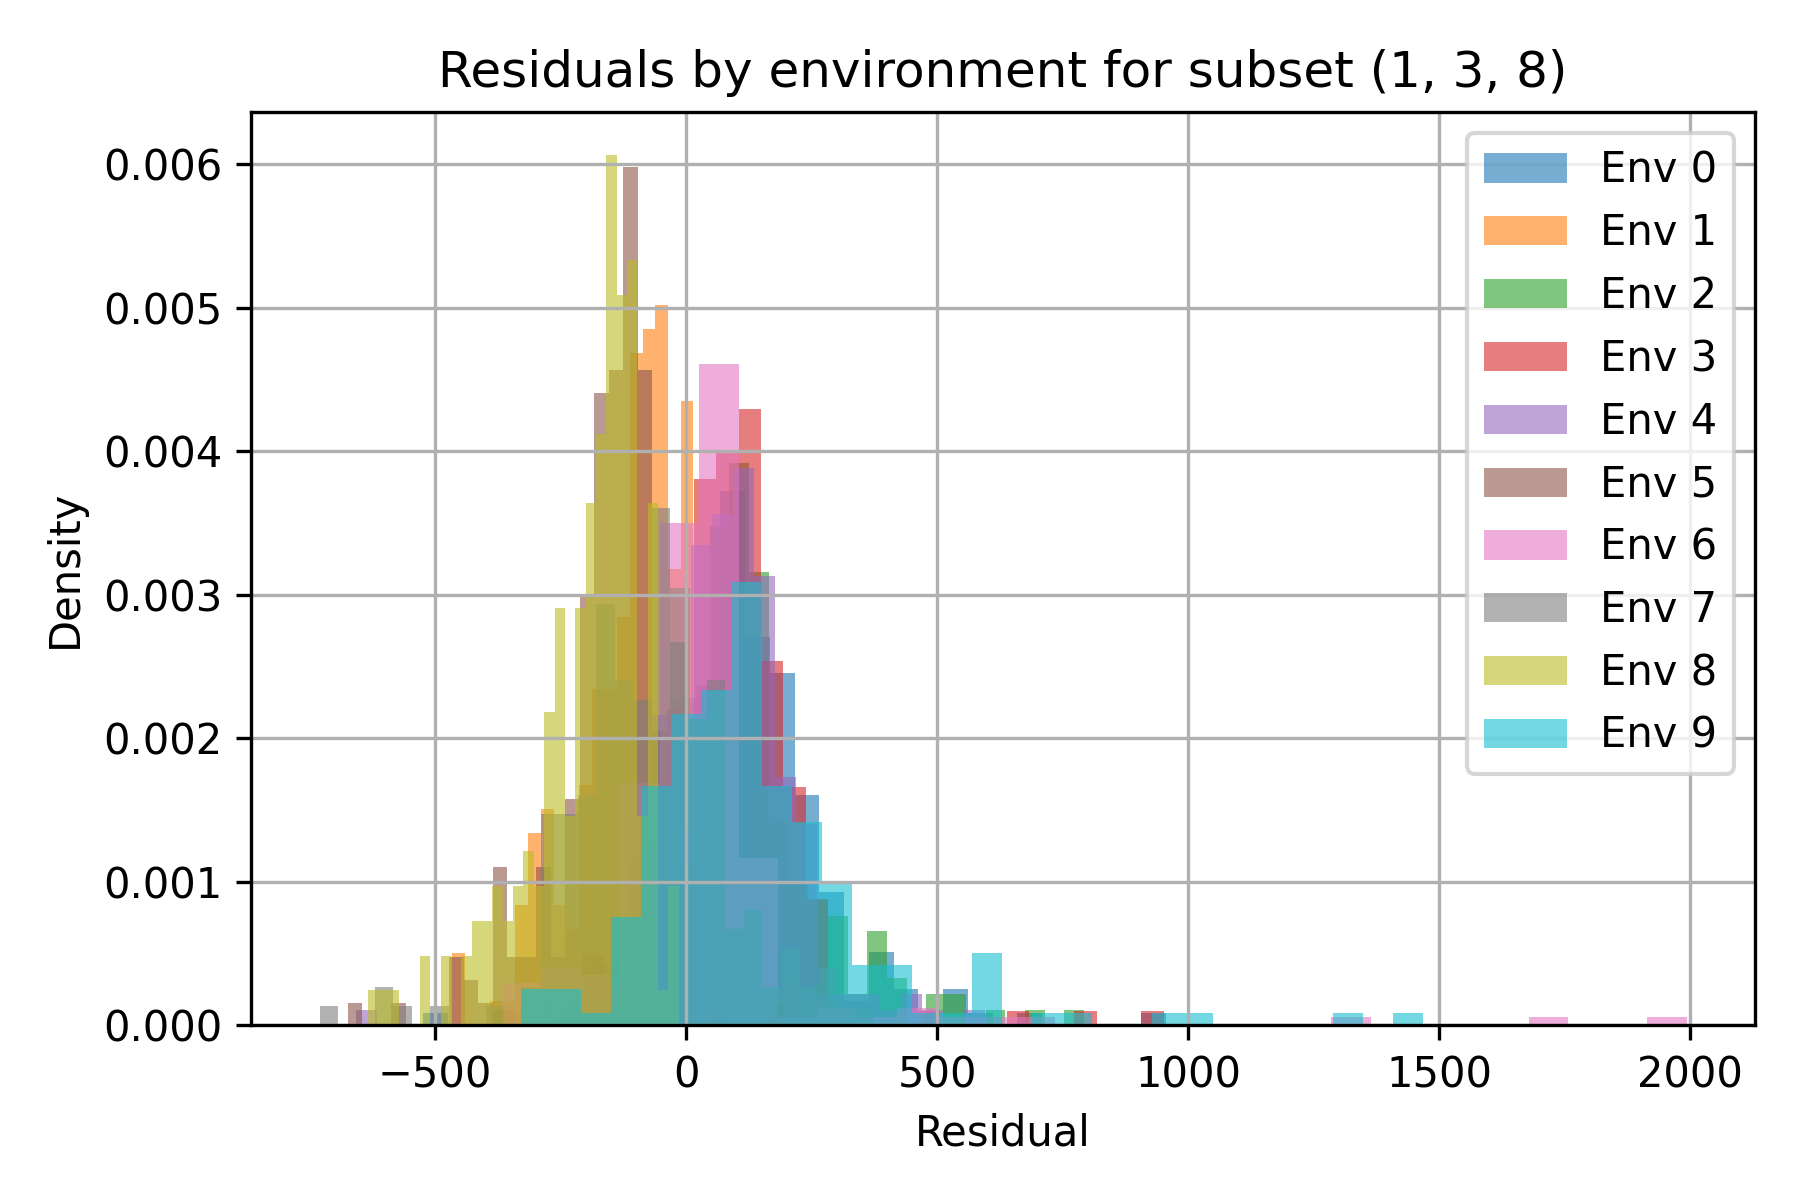 Residuals by environment for subset (1, 3, 8)
0.006
0.005
0.004
0.003
0.002
0.001
0.000
Density
−500
0
500
1000
1500
2000
Residual
Env 0
Env 1
Env 2
Env 3
Env 4
Env 5
Env 6
Env 7
Env 8
Env 9